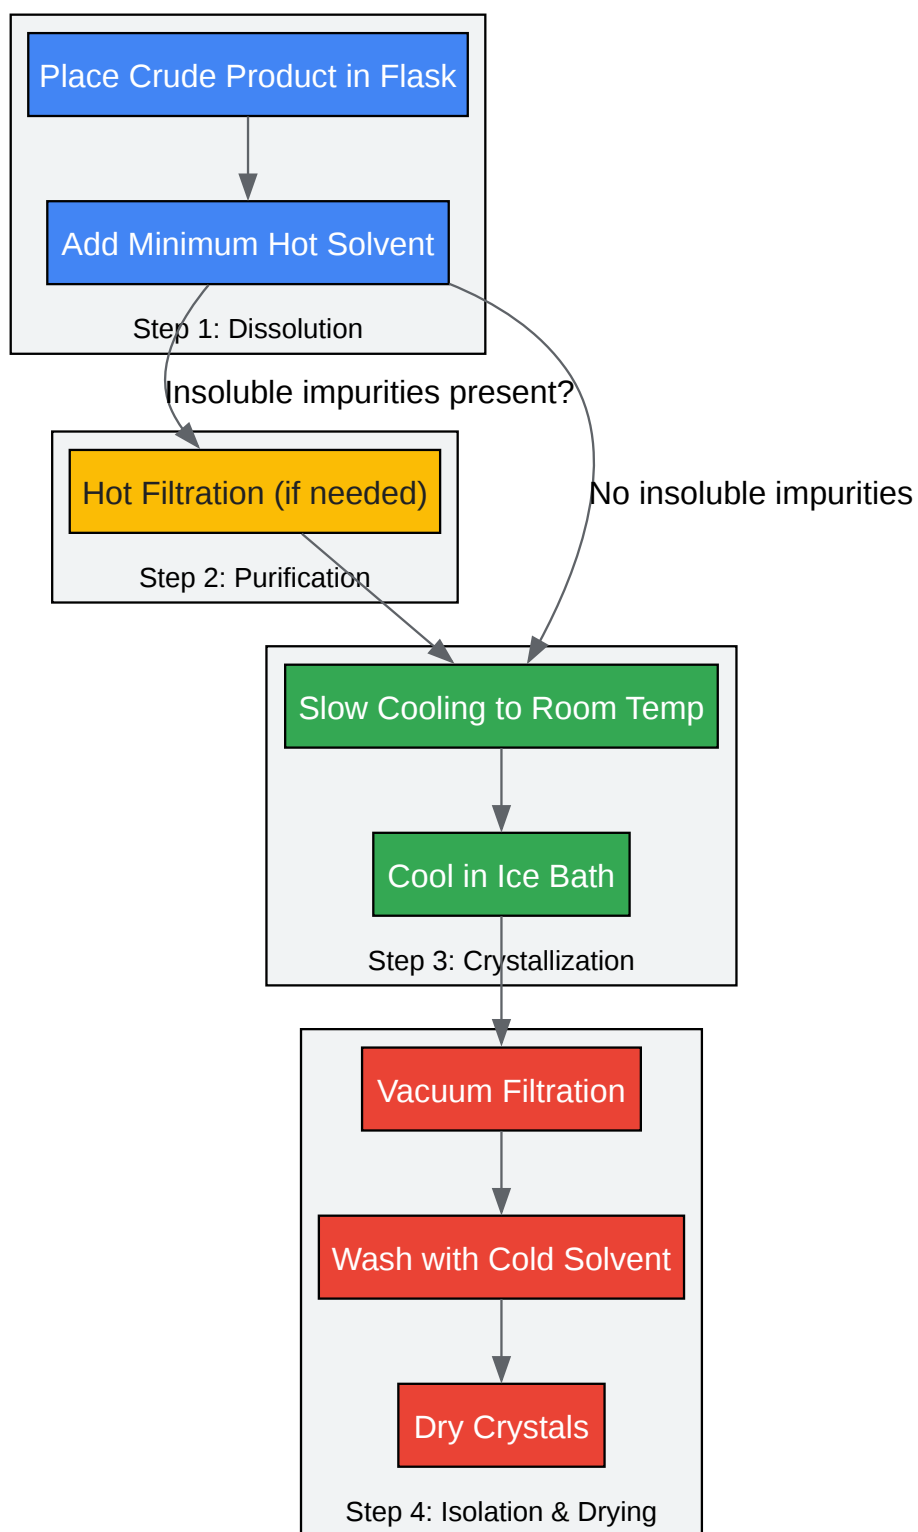 Place Crude Product in Flask
Add Minimum Hot Solvent
Step 1: Dissolution
Insoluble impurities present?
Hot Filtration (if needed)
No insoluble impurities
Step 2: Purification
Slow Cooling to Room Temp
Cool in Ice Bath
Step 3: Crystallization
Vacuum Filtration
Wash with Cold Solvent
Dry Crystals
Step 4: Isolation & Drying